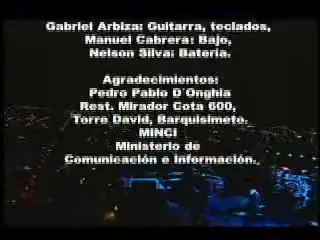 Gabriel Arbiza: Guitarra, teclados,
Manuel Cabrera: Bajo,
Nelson Silva: Batería.
Agradecimientos:
Pedro Pablo D`Onghia
Rest. Mirador Cota 600,
Torre David, Barquisimeto.
MINCI
Ministerio de
Comunicación e Información.